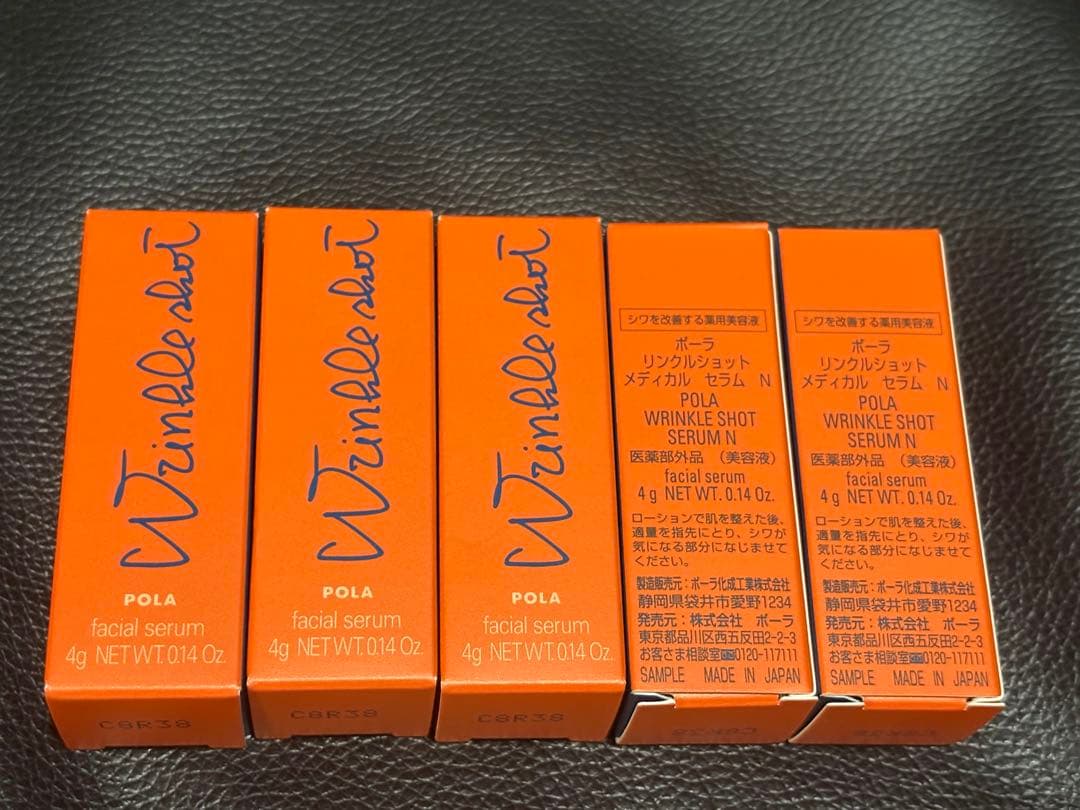 Wrinkle shot
POLA
facial serum
4g NET WT. 0.14 Oz.
C8R38
Wrinkle shot
POLA
facial serum
4g NET WT. 0.14 Oz.
C8R38
Wrinkle shot
POLA
facial serum
4g NET WT. 0.14 Oz.
C8R38
シワを改善する薬用美容液
ポーラ
リンクルショット
メディカル セラム N
POLA
WRINKLE SHOT
SERUM N
医薬部外品 （美容液）
facial serum
4 g NET WT. 0.14 Oz.
ローションで肌を整えた後、
適量を指先にとり、シワが
気になる部分になじませて
ください。
製造販売元：ポーラ化成工業株式会社
静岡県袋井市愛野1234
発売元：株式会社 ポーラ
東京都品川区西五反田2-2-3
お客さま相談室 0120-117111
SAMPLE MADE IN JAPAN
シワを改善する薬用美容液
ポーラ
リンクルショット
メディカル セラム N
POLA
WRINKLE SHOT
SERUM N
医薬部外品 （美容液）
facial serum
4 g NET WT. 0.14 Oz.
ローションで肌を整えた後、
適量を指先にとり、シワが
気になる部分になじませて
ください。
製造販売元：ポーラ化成工業株式会社
静岡県袋井市愛野1234
発売元：株式会社 ポーラ
東京都品川区西五反田2-2-3
お客さま相談室 0120-117111
SAMPLE MADE IN JAPAN